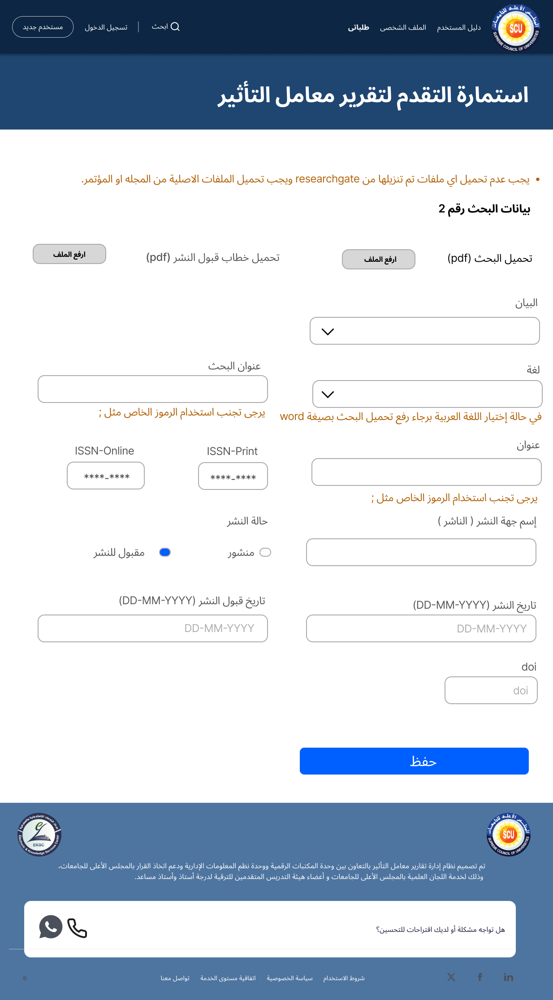 المجلس الأعلى للجامعات
SCU
SUPREME COUNCIL OF UNIVERSITIES
دليل المستخدم
الملف الشخصى
طلباتى
ابحث
تسجيل الدخول
مستخدم جديد
استمارة التقدم لتقرير معامل التأثير
• يجب عدم تحميل اي ملفات تم تنزيلها من researchgate ويجب تحميل الملفات الاصلية من المجله او المؤتمر.
بيانات البحث رقم 2
تحميل البحث (pdf)
ارفع الملف
تحميل خطاب قبول النشر (pdf)
ارفع الملف
البيان
لغة
عنوان البحث
في حالة إختيار اللغة العربية برجاء رفع تحميل البحث بصيغة word
يرجى تجنب استخدام الرموز الخاص مثل ;
عنوان
ISSN-Print
ISSN-Online
****-****
****-****
يرجى تجنب استخدام الرموز الخاص مثل ;
إسم جهة النشر ( الناشر )
حالة النشر
منشور
مقبول للنشر
تاريخ النشر (DD-MM-YYYY)
تاريخ قبول النشر (DD-MM-YYYY)
DD-MM-YYYY
DD-MM-YYYY
doi
doi
حفظ
المجلس الأعلى للجامعات
SCU
SUPREME COUNCIL OF UNIVERSITIES
مركز الخدمات الإلكترونية والمعرفية
EKSC
Electronic & Knowledge Services Center
تم تصميم نظام إدارة تقارير معامل التأثير بالتعاون بين وحدة المكتبات الرقمية ووحدة نظم المعلومات الإدارية ودعم اتخاذ القرار بالمجلس الأعلى للجامعات،
وذلك لخدمة اللجان العلمية بالمجلس الأعلى للجامعات و أعضاء هيئة التدريس المتقدمين للترقية لدرجة أستاذ وأستاذ مساعد.
هل تواجه مشكلة أو لديك اقتراحات للتحسين؟
شروط الاستخدام
سياسة الخصوصية
اتفاقية مستوى الخدمة
تواصل معنا
©